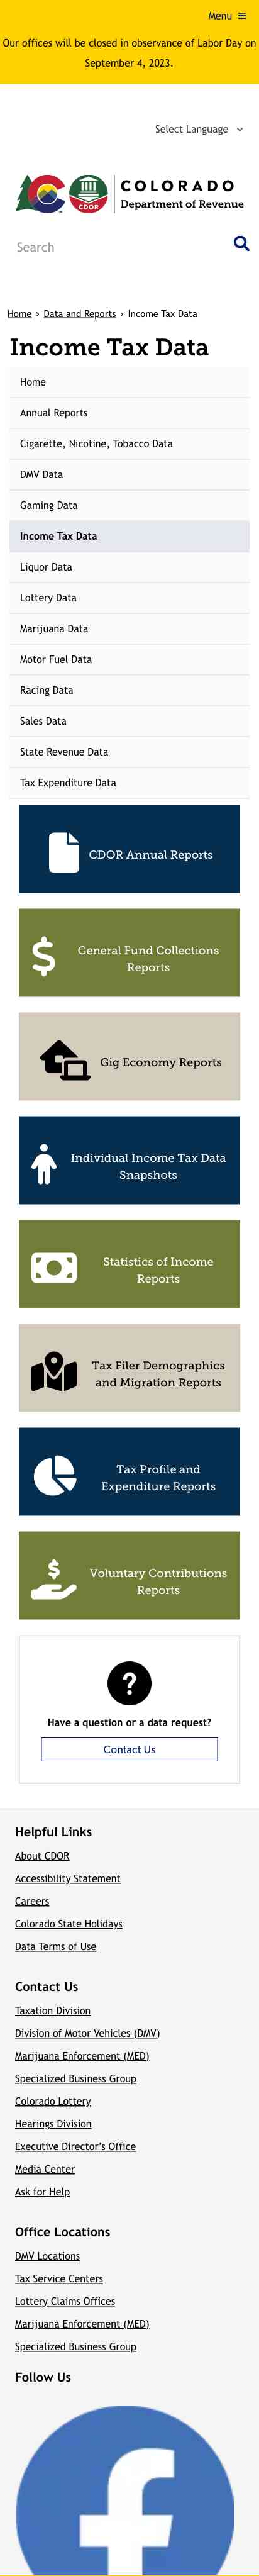 Menu
Our offices will be closed in observance of Labor Day on
September 4, 2023.
Select Language
CDOR
COLORADO
Department of Revenue
Search
Home › Data and Reports › Income Tax Data
Income Tax Data
Home
Annual Reports
Cigarette, Nicotine, Tobacco Data
DMV Data
Gaming Data
Income Tax Data
Liquor Data
Lottery Data
Marijuana Data
Motor Fuel Data
Racing Data
Sales Data
State Revenue Data
Tax Expenditure Data
CDOR Annual Reports
General Fund Collections
Reports
Gig Economy Reports
Individual Income Tax Data
Snapshots
Statistics of Income
Reports
Tax Filer Demographics
and Migration Reports
Tax Profile and
Expenditure Reports
Voluntary Contributions
Reports
Have a question or a data request?
Contact Us
Helpful Links
About CDOR
Accessibility Statement
Careers
Colorado State Holidays
Data Terms of Use
Contact Us
Taxation Division
Division of Motor Vehicles (DMV)
Marijuana Enforcement (MED)
Specialized Business Group
Colorado Lottery
Hearings Division
Executive Director's Office
Media Center
Ask for Help
Office Locations
DMV Locations
Tax Service Centers
Lottery Claims Offices
Marijuana Enforcement (MED)
Specialized Business Group
Follow Us